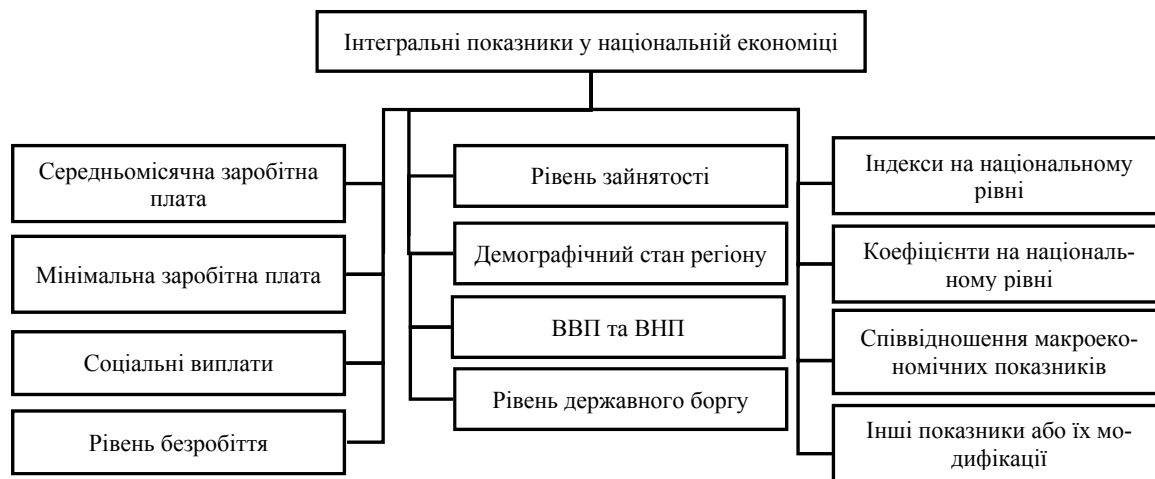 Інтегральні показники у національній економіці
Середньомісячна заробітна
плата
Мінімальна заробітна плата
Соціальні виплати
Рівень безробіття
Рівень зайнятості
Демографічний стан регіону
ВВП та ВНП
Рівень державного боргу
Індекси на національному
рівні
Коефіцієнти на національ-
ному рівні
Співвідношення макроеко-
номічних показників
Інші показники або їх мо-
дифікації